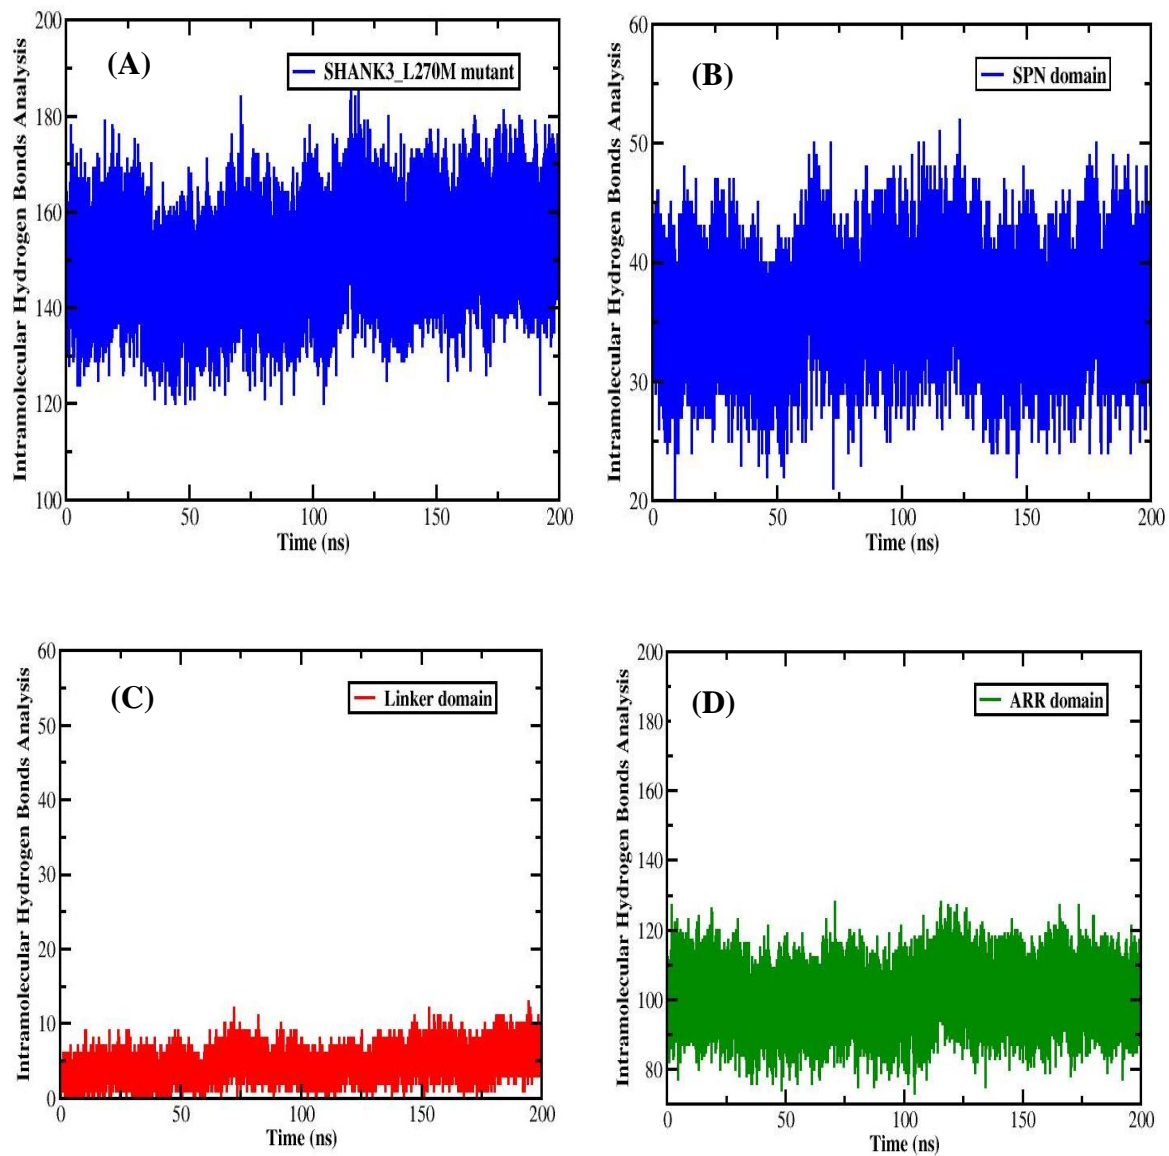 (A)
SHANK3_L270M mutant
Intramolecular Hydrogen Bonds Analysis
200
180
160
140
120
100
0 50 100 150 200
Time (ns)
(B)
SPN domain
Intramolecular Hydrogen Bonds Analysis
60
50
40
30
20
0 50 100 150 200
Time (ns)
(C)
Linker domain
Intramolecular Hydrogen Bonds Analysis
60
50
40
30
20
10
0
0 50 100 150 200
Time (ns)
(D)
ARR domain
Intramolecular Hydrogen Bonds Analysis
200
180
160
140
120
100
80
0 50 100 150 200
Time (ns)